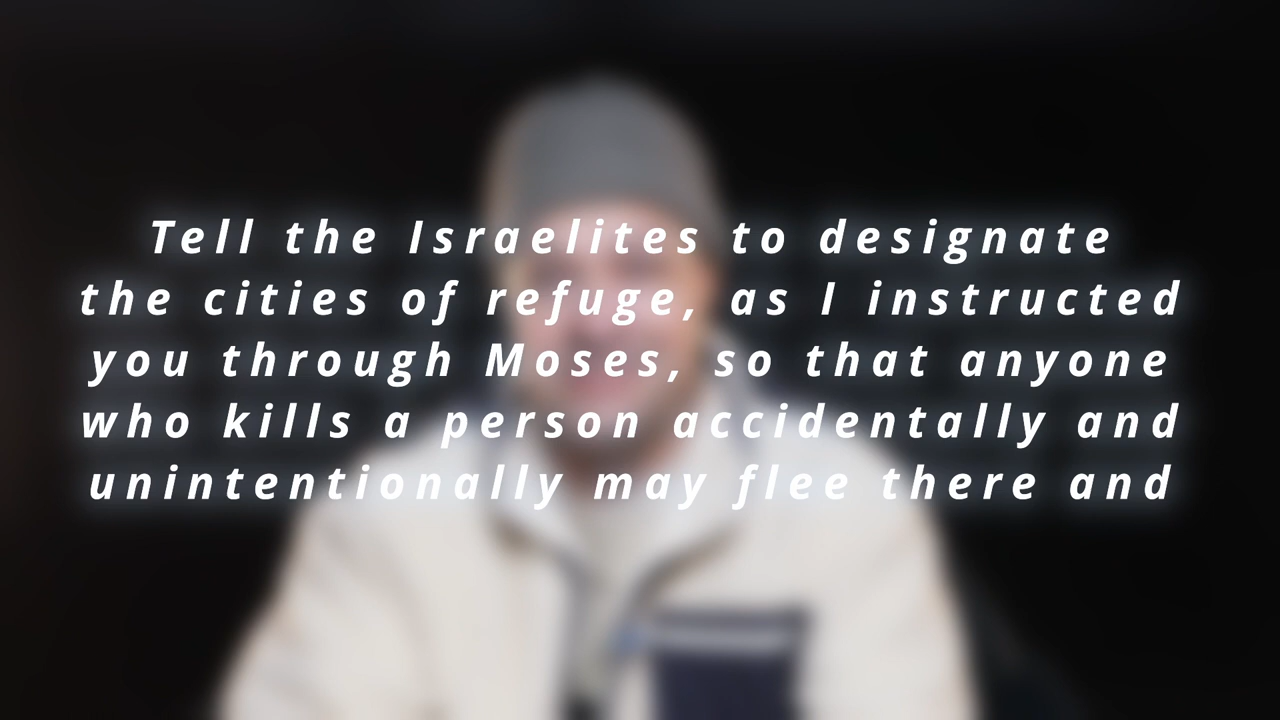 Tell the Israelites to designate
the cities of refuge, as I instructed
you through Moses, so that anyone
who kills a person accidentally and
unintentionally may flee there and